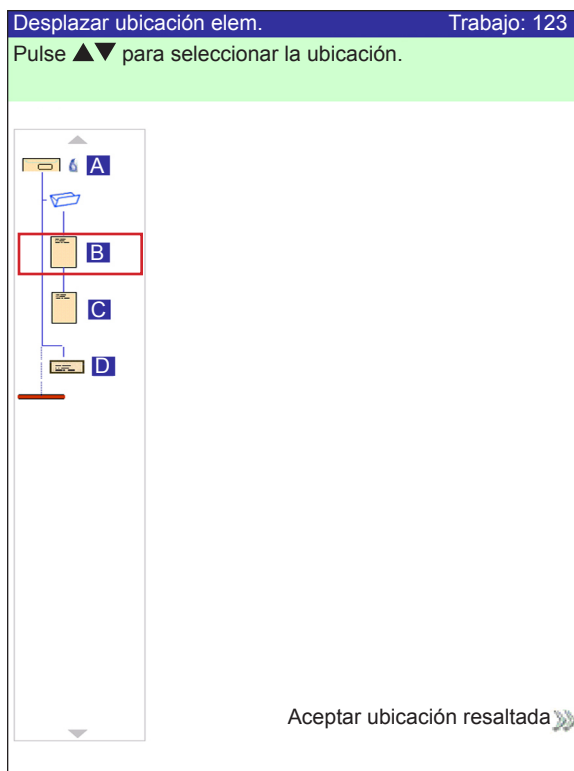 Desplazar ubicación elem. Trabajo: 123
Pulse ▲▼ para seleccionar la ubicación.
A
B
C
D
Aceptar ubicación resaltada